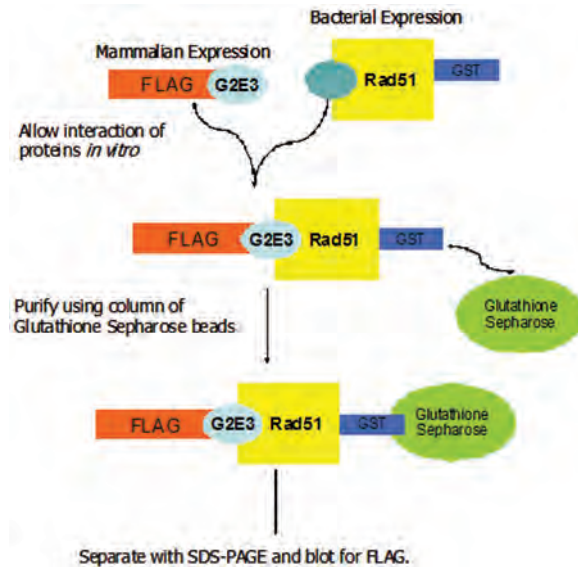 Bacterial Expression
Mammalian Expression
FLAG G2E3
Rad51 GST
Allow interaction of
proteins in vitro
FLAG G2E3 Rad51 GST
Glutathione
Sepharose
Purify using column of
Glutathione Sepharose beads
FLAG G2E3 Rad51 GST
Glutathione
Sepharose
Separate with SDS-PAGE and blot for FLAG.